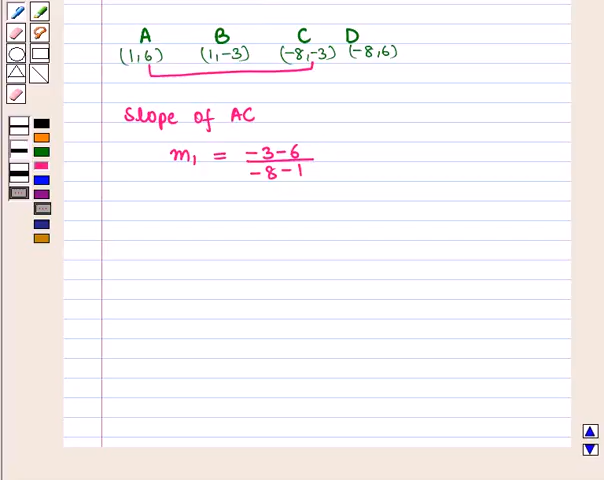 A B C D
(1,6) (1,-3) (-8,-3) (-8,6)
Slope of AC
m₁ = -3-6 / -8-1